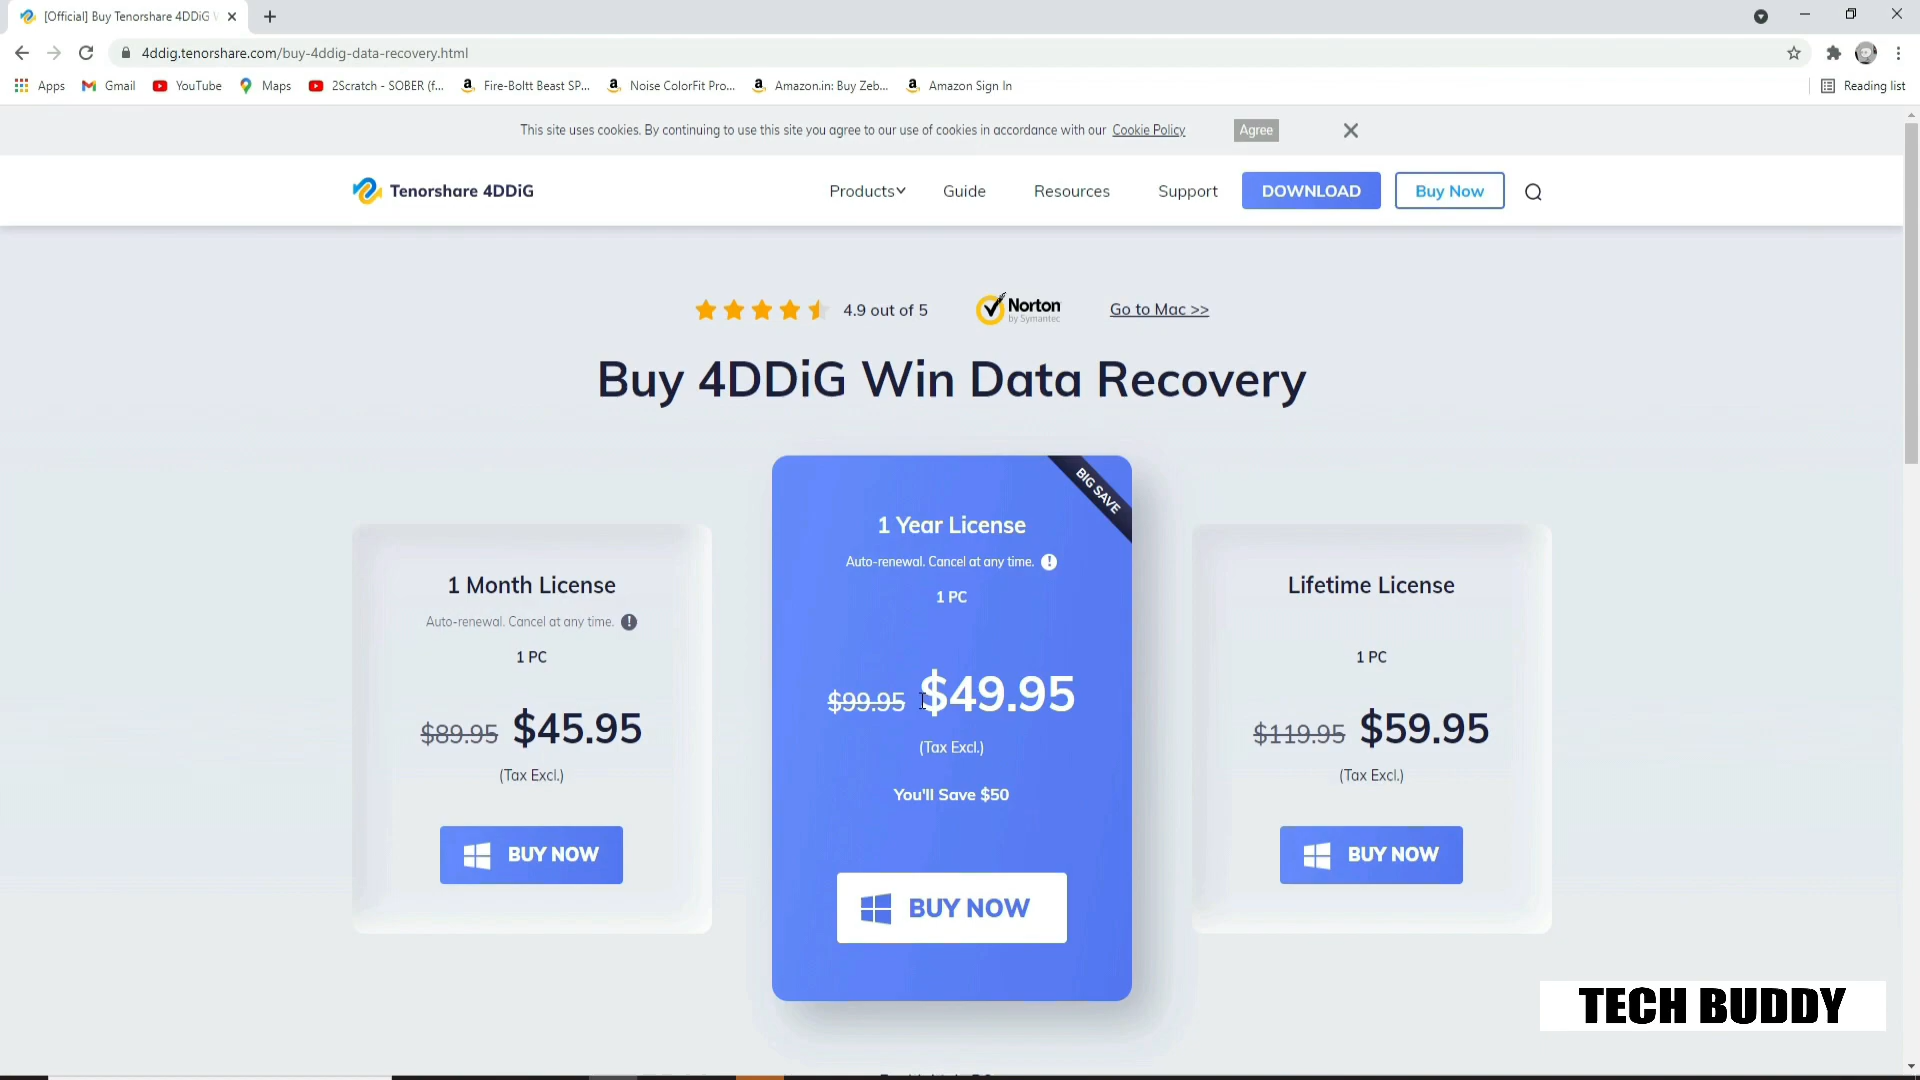 [Official] Buy Tenorshare 4DDiG
4ddig.tenorshare.com/buy-4ddig-data-recovery.html
Apps Gmail YouTube Maps 2Scratch - SOBER (f... Fire-Boltt Beast SP... Noise ColorFit Pro... Amazon.in: Buy Zeb... Amazon Sign In Reading list
This site uses cookies. By continuing to use this site you agree to our use of cookies in accordance with our Cookie Policy Agree
Tenorshare 4DDiG Products Guide Resources Support DOWNLOAD Buy Now
4.9 out of 5 Norton by Symantec Go to Mac >>
Buy 4DDiG Win Data Recovery
1 Month License
Auto-renewal. Cancel at any time.
1 PC
$89.95 $45.95
(Tax Excl.)
BUY NOW
BIG SAVE
1 Year License
Auto-renewal. Cancel at any time.
1 PC
$99.95 $49.95
(Tax Excl.)
You'll Save $50
BUY NOW
Lifetime License
1 PC
$119.95 $59.95
(Tax Excl.)
BUY NOW
TECH BUDDY